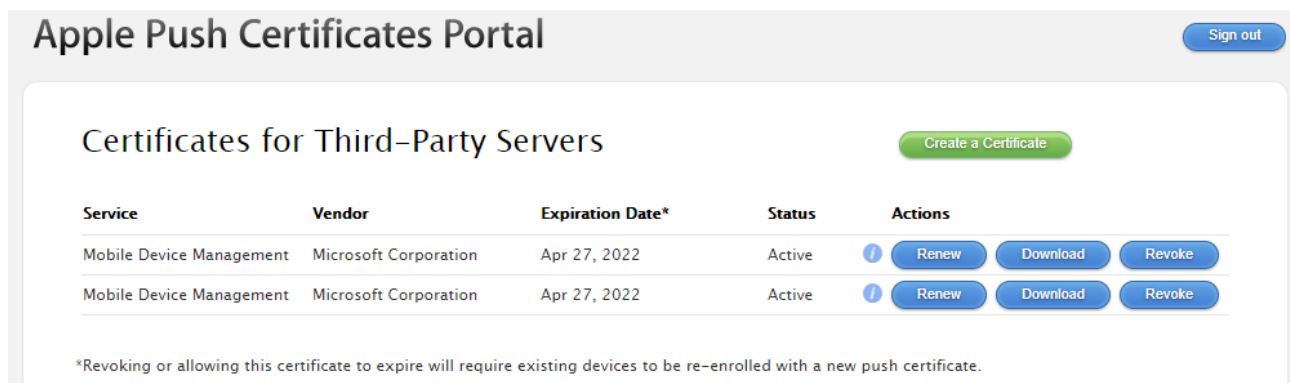 Apple Push Certificates Portal
Sign out
Certificates for Third-Party Servers
Create a Certificate
Service Vendor Expiration Date* Status Actions
Mobile Device Management Microsoft Corporation Apr 27, 2022 Active i Renew Download Revoke
Mobile Device Management Microsoft Corporation Apr 27, 2022 Active i Renew Download Revoke
*Revoking or allowing this certificate to expire will require existing devices to be re-enrolled with a new push certificate.